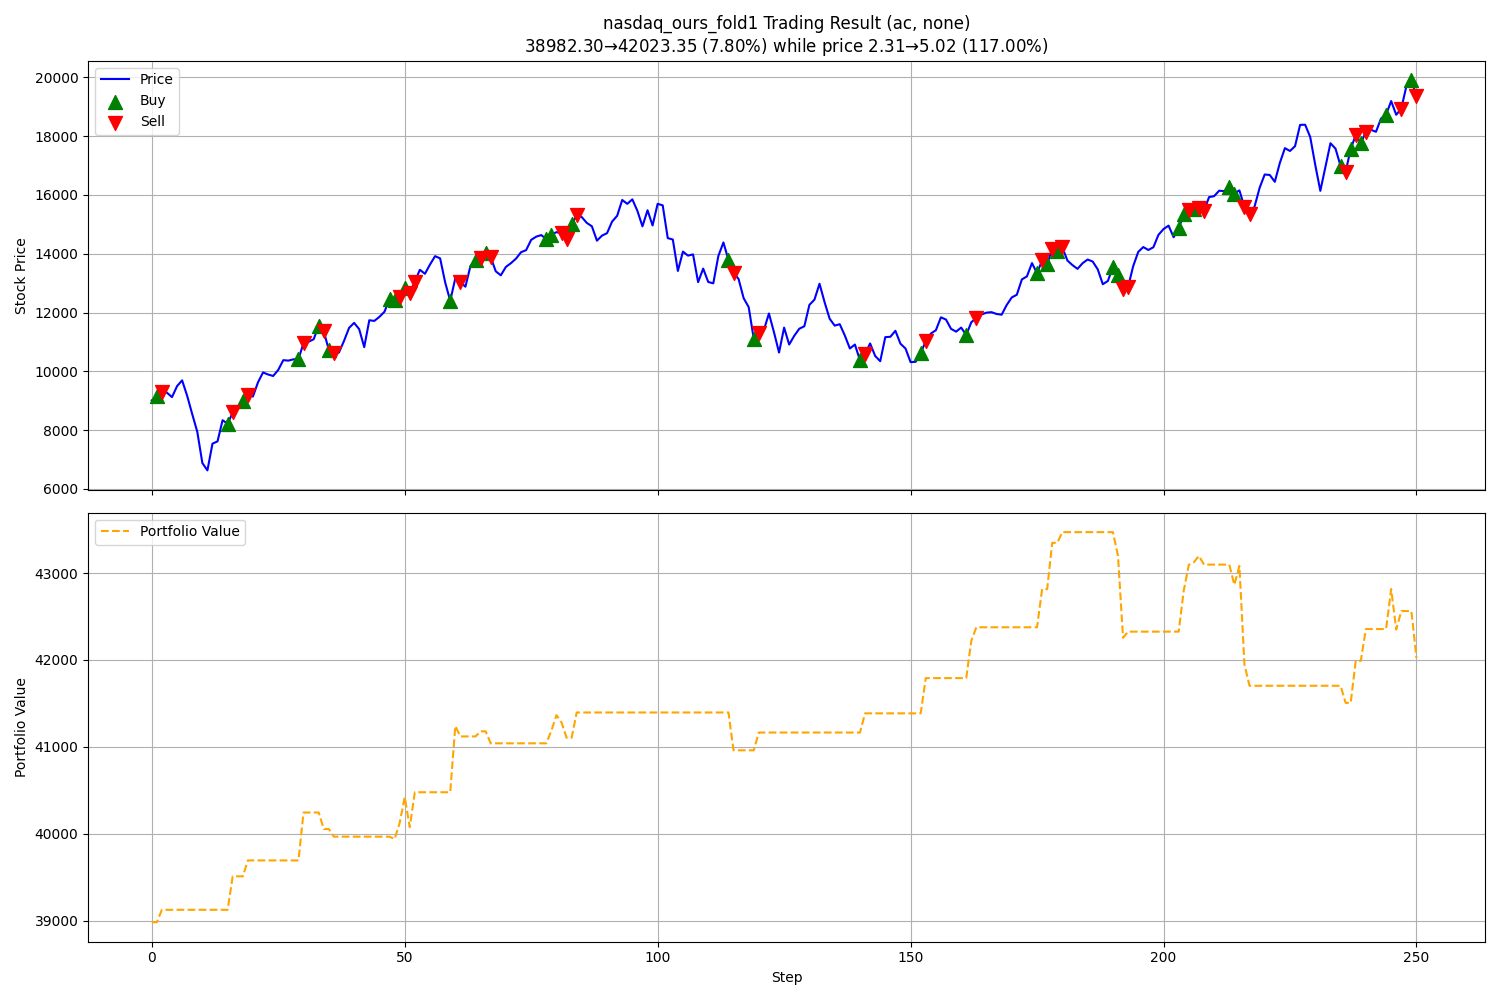 nasdaq_ours_fold1 Trading Result (ac, none)
38982.30→42023.35 (7.80%) while price 2.31→5.02 (117.00%)
Price
Buy
Sell
20000
18000
16000
14000
12000
10000
8000
6000
Stock Price
Portfolio Value
43000
42000
41000
40000
39000
Portfolio Value
0
50
100
150
200
250
Step